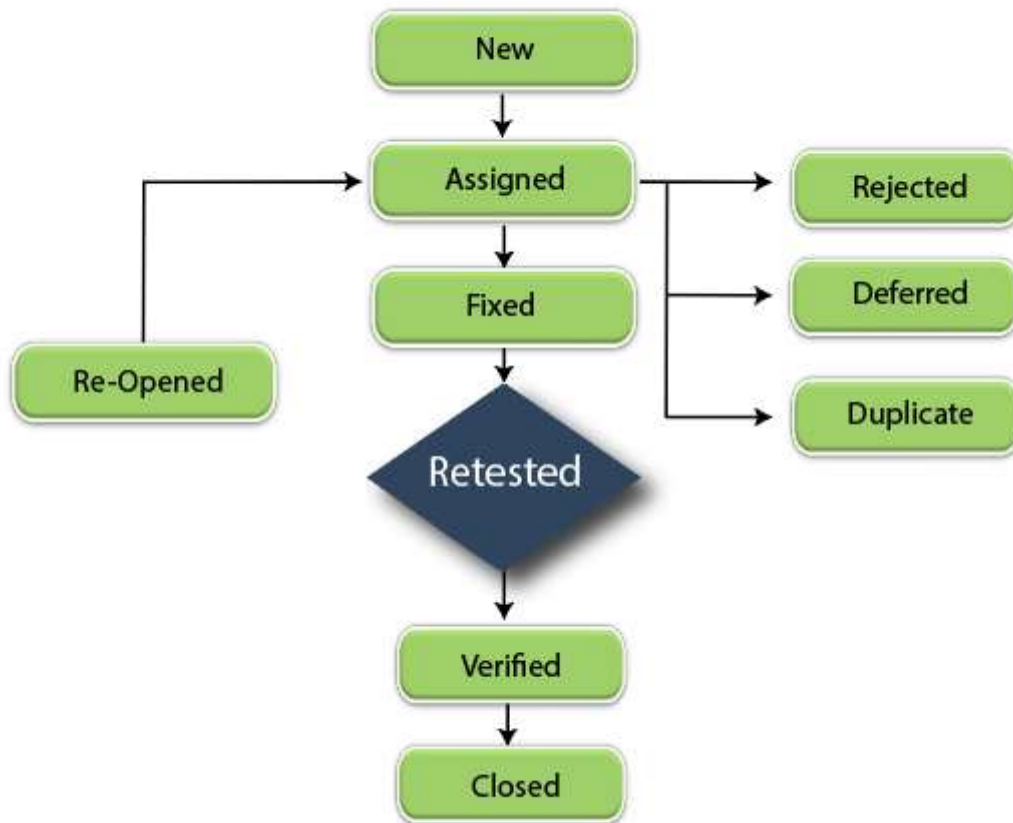 New
Assigned
Rejected
Fixed
Deferred
Re-Opened
Duplicate
Retested
Verified
Closed